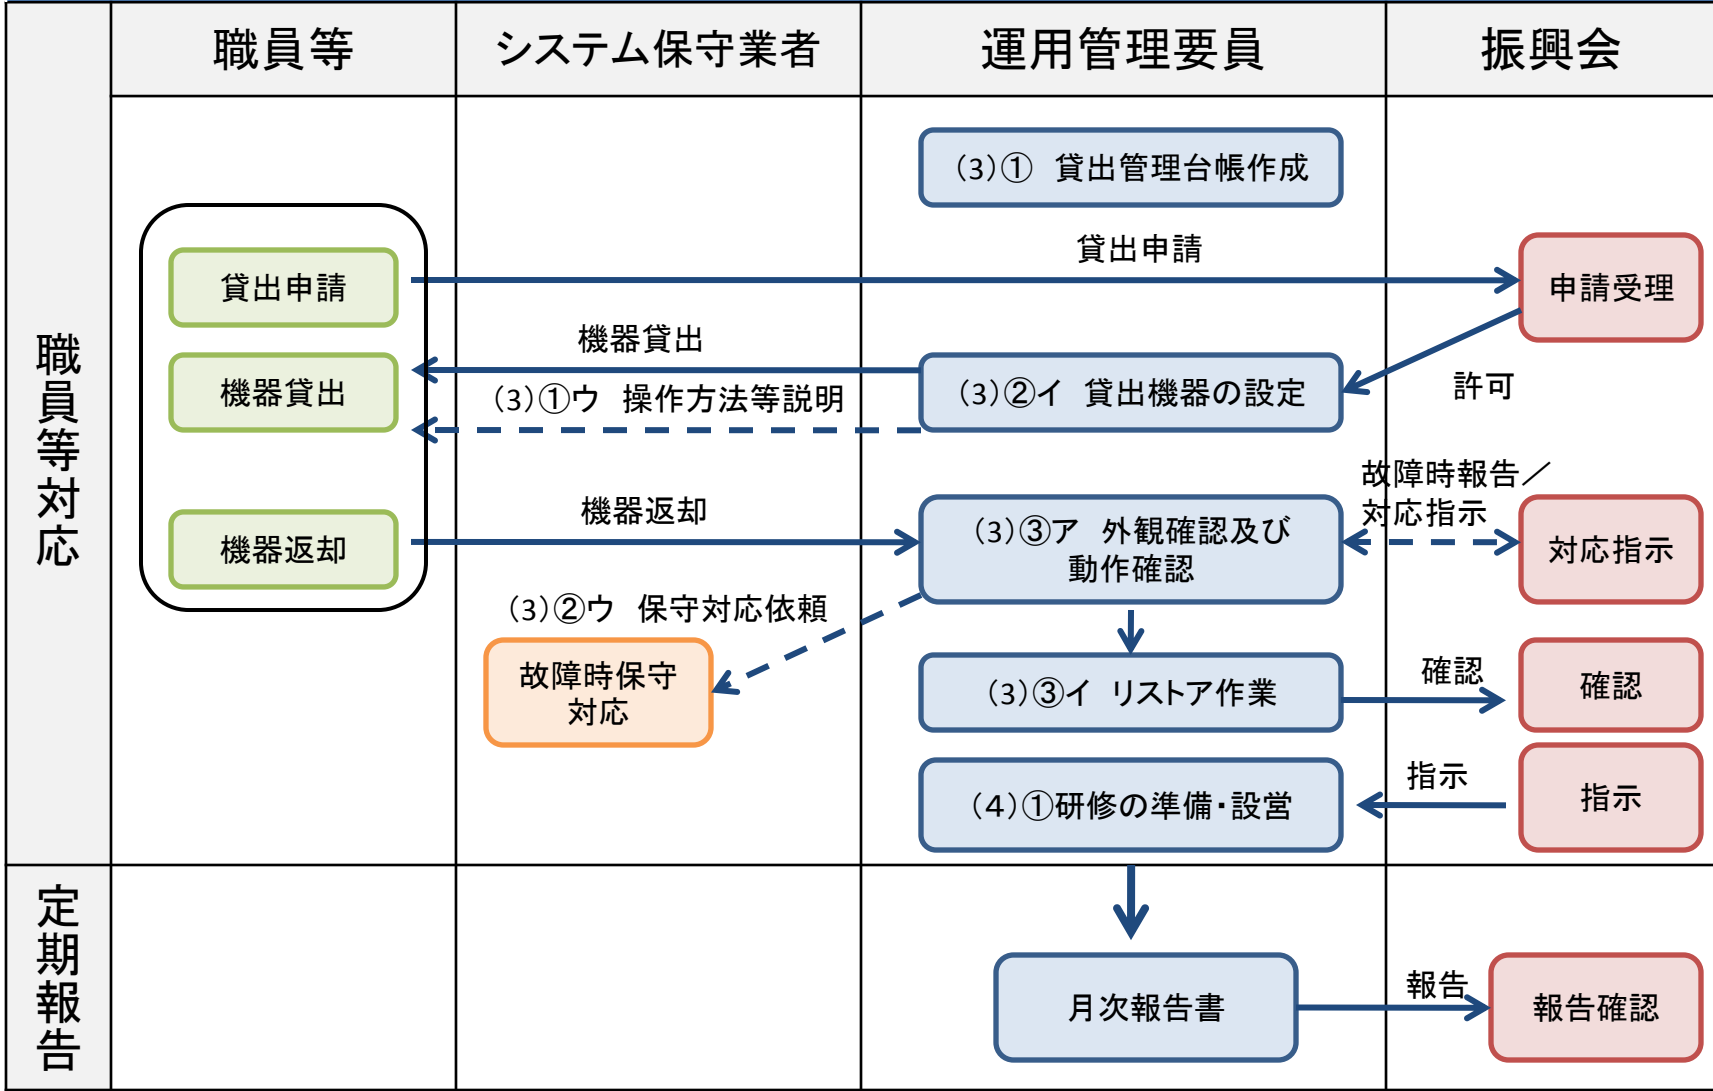 職員等
システム保守業者
運用管理要員
振興会
職員等対応
(3)①　貸出管理台帳作成
貸出申請
貸出申請
申請受理
機器貸出
機器貸出
(3)②イ　貸出機器の設定
許可
(3)①ウ　操作方法等説明
故障時報告／
対応指示
機器返却
機器返却
(3)③ア　外観確認及び
動作確認
対応指示
(3)②ウ　保守対応依頼
故障時保守
対応
(3)③イ　リストア作業
確認
確認
(4)①研修の準備・設営
指示
指示
定期報告
月次報告書
報告
報告確認